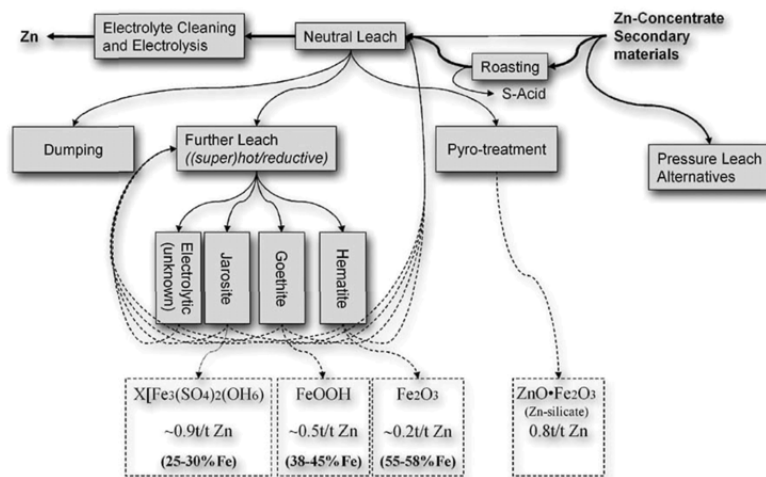 Zn
Electrolyte Cleaning
and Electrolysis
Neutral Leach
Zn-Concentrate
Secondary
materials
Roasting
S-Acid
Dumping
Further Leach
((super)hot/reductive)
Pyro-treatment
Pressure Leach
Alternatives
Electrolytic
(unknown)
Jarosite
Goethite
Hematite
X[Fe3(SO4)2(OH6)
~0.9t/t Zn
(25-30%Fe)
FeOOH
~0.5t/t Zn
(38-45%Fe)
Fe2O3
~0.2t/t Zn
(55-58%Fe)
ZnO•Fe2O3
(Zn-silicate)
0.8t/t Zn